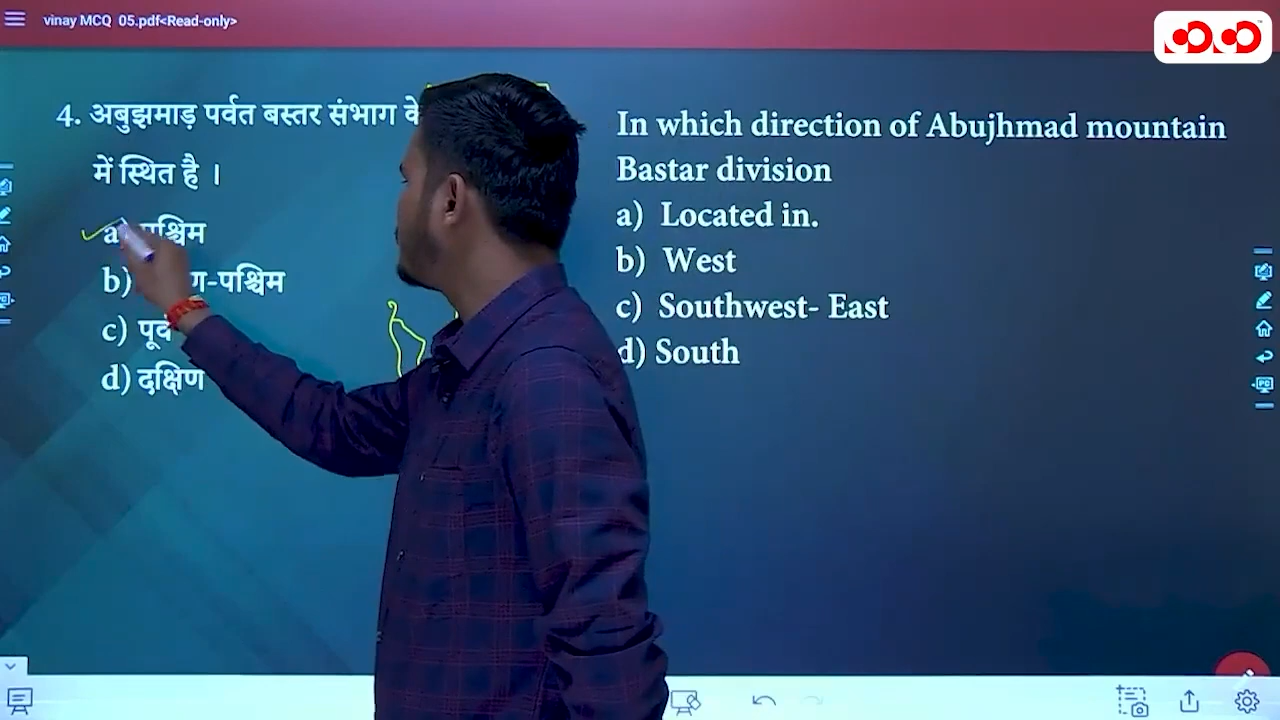 vinay MCQ 05.pdf<Read-only>
4. अबुझमाड़ पर्वत बस्तर संभाग के
में स्थित है ।
a) पश्चिम
b) -पश्चिम
c) पूर्व
d) दक्षिण
In which direction of Abujhmad mountain
Bastar division
a) Located in.
b) West
c) Southwest- East
d) South
PC